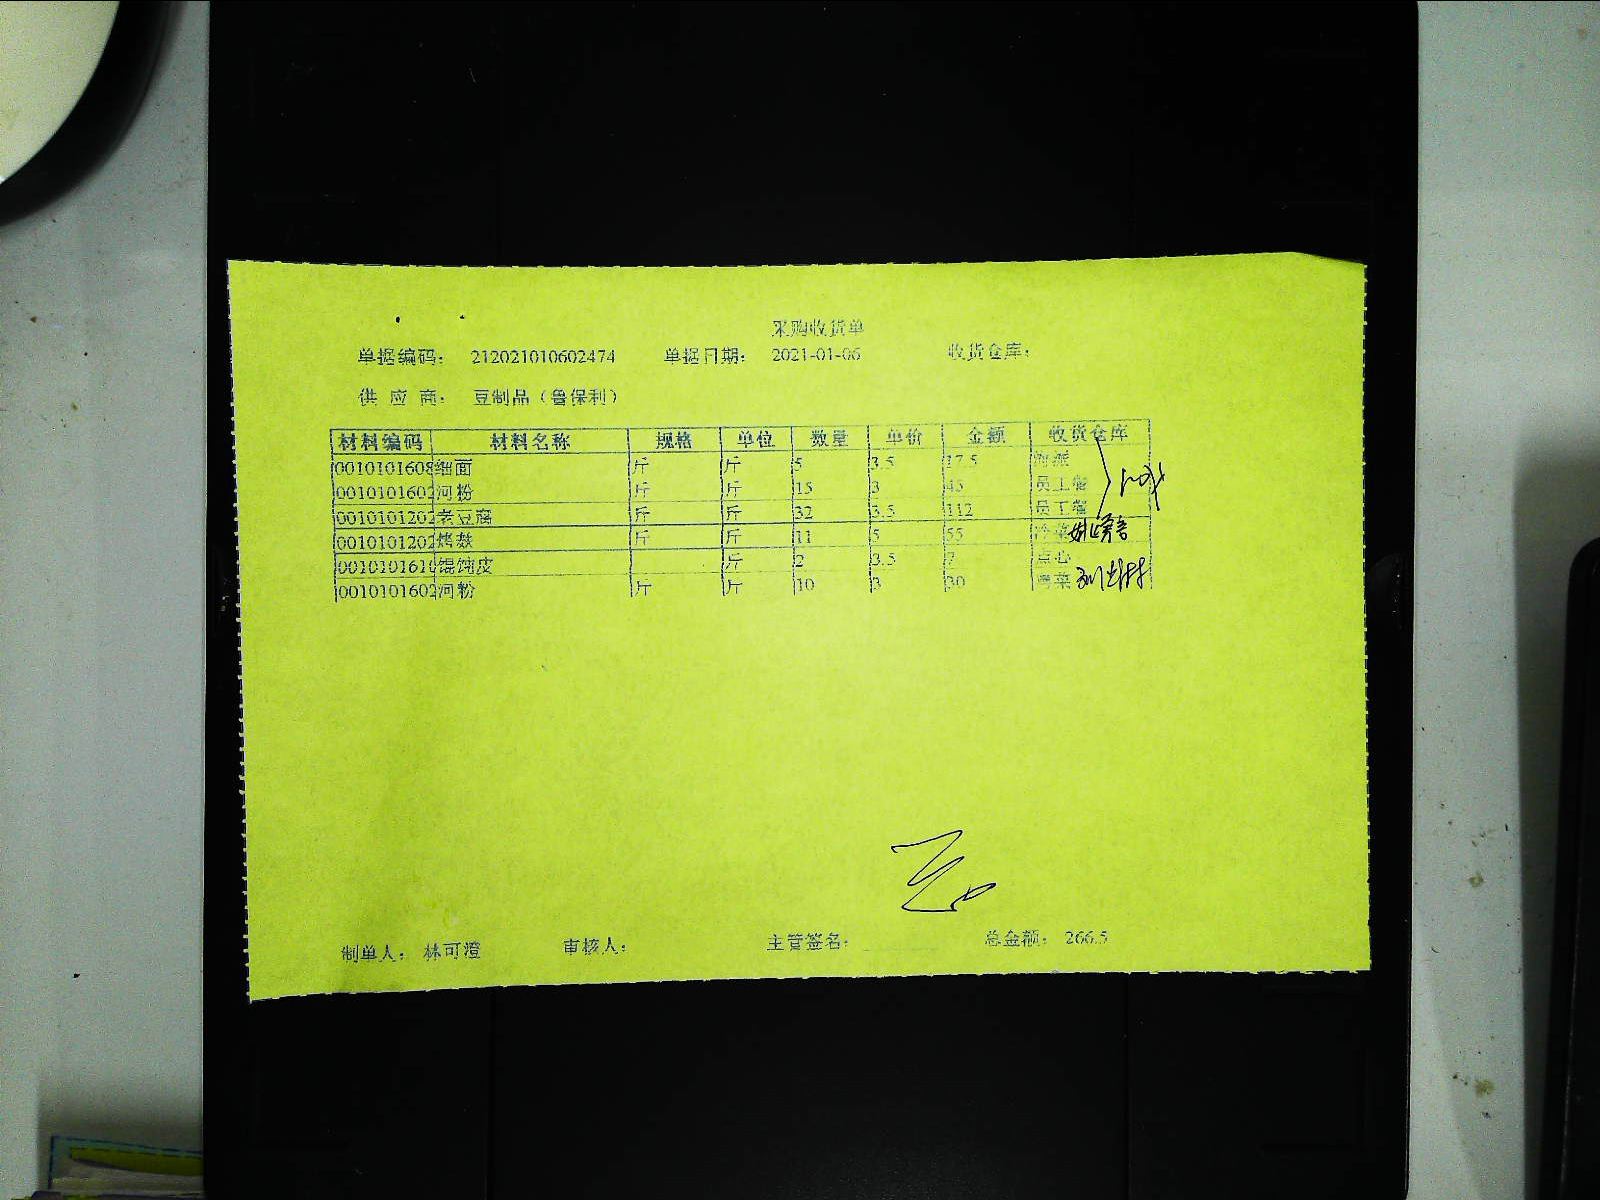 采购收货单
单据编码： 212021010602474 单据日期： 2021-01-06 收货仓库：
供 应 商： 豆制品（鲁保利）
材料编码 材料名称 规格 单位 数量 单价 金额 收货仓库
0010101608 细面 斤 斤 5 3.5 17.5
0010101602 河粉 斤 斤 15 3 45 员工餐
0010101202 老豆腐 斤 斤 32 3.5 112 员工餐
0010101202 烤麸 斤 斤 11 5 55 冷菜
0010101610 馄饨皮 斤 2 3.5 7 点心
0010101602 河粉 斤 斤 10 3 30 粤菜
制单人： 林可澄 审核人： 主管签名： 总金额： 266.5